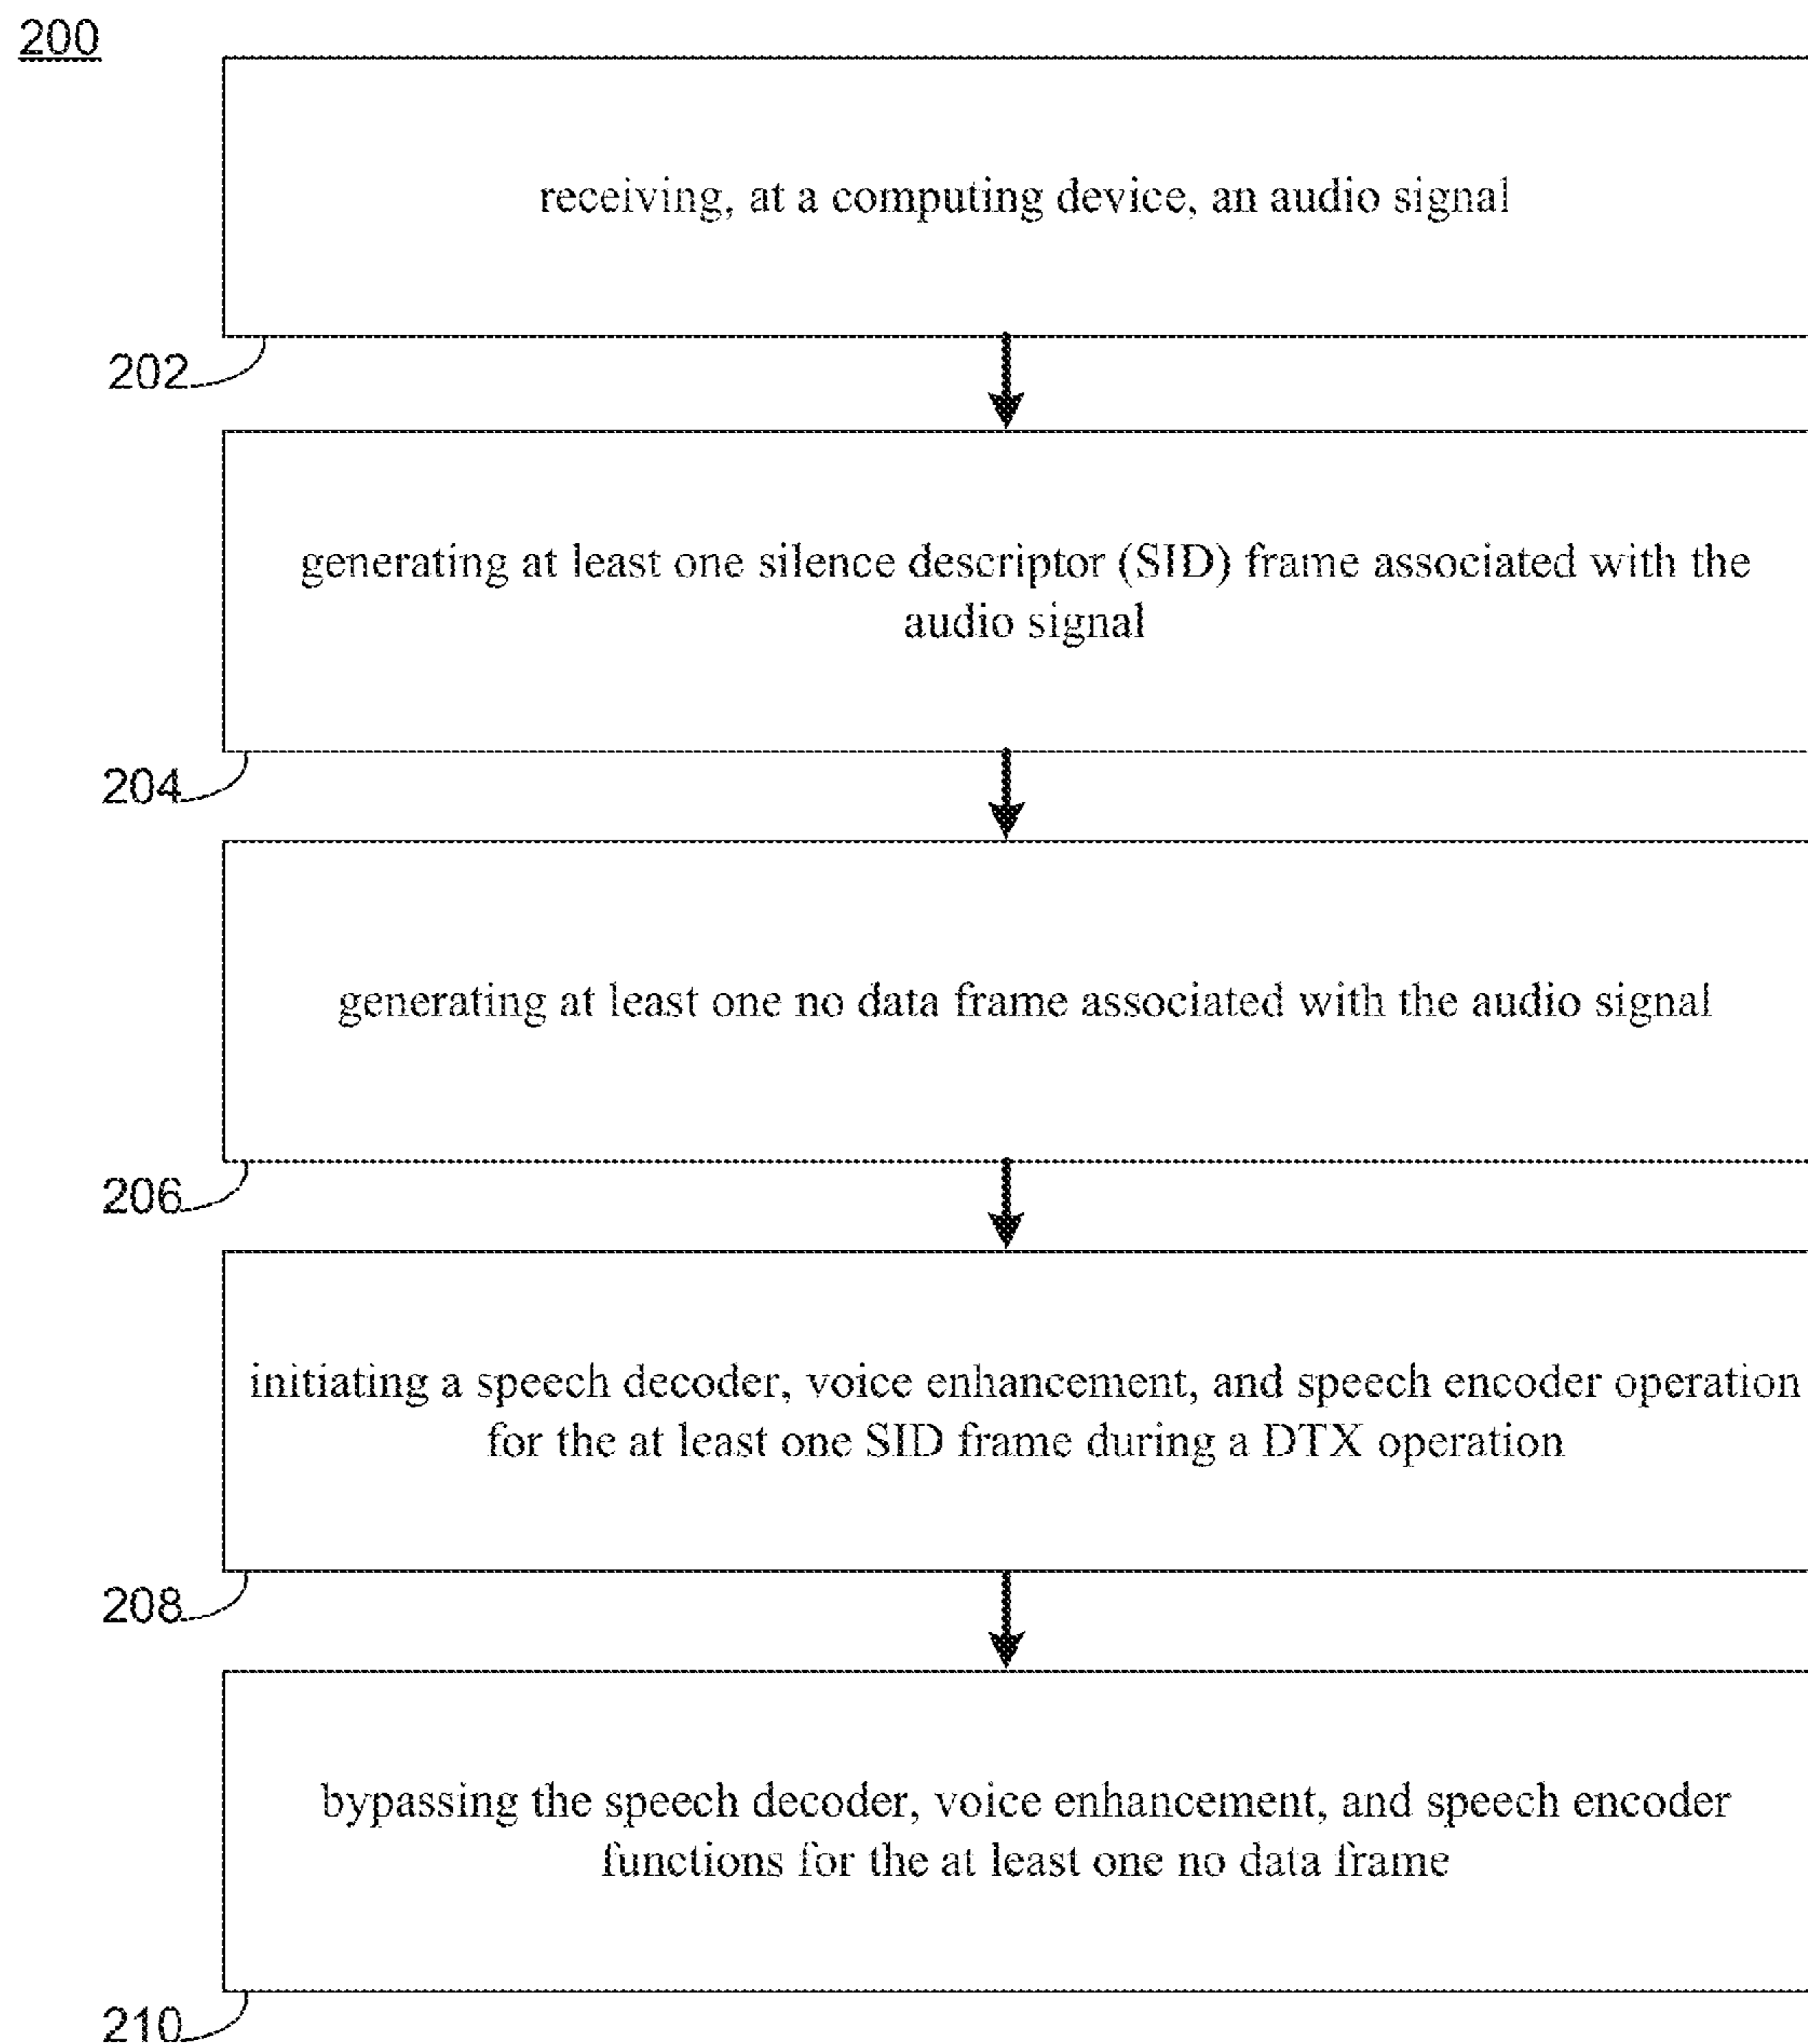 200
receiving, at a computing device, an audio signal
202
generating at least one silence descriptor (SID) frame associated with the
audio signal
204
generating at least one no data frame associated with the audio signal
206
initiating a speech decoder, voice enhancement, and speech encoder operation
for the at least one SID frame during a DTX operation
208
bypassing the speech decoder, voice enhancement, and speech encoder
functions for the at least one no data frame
210